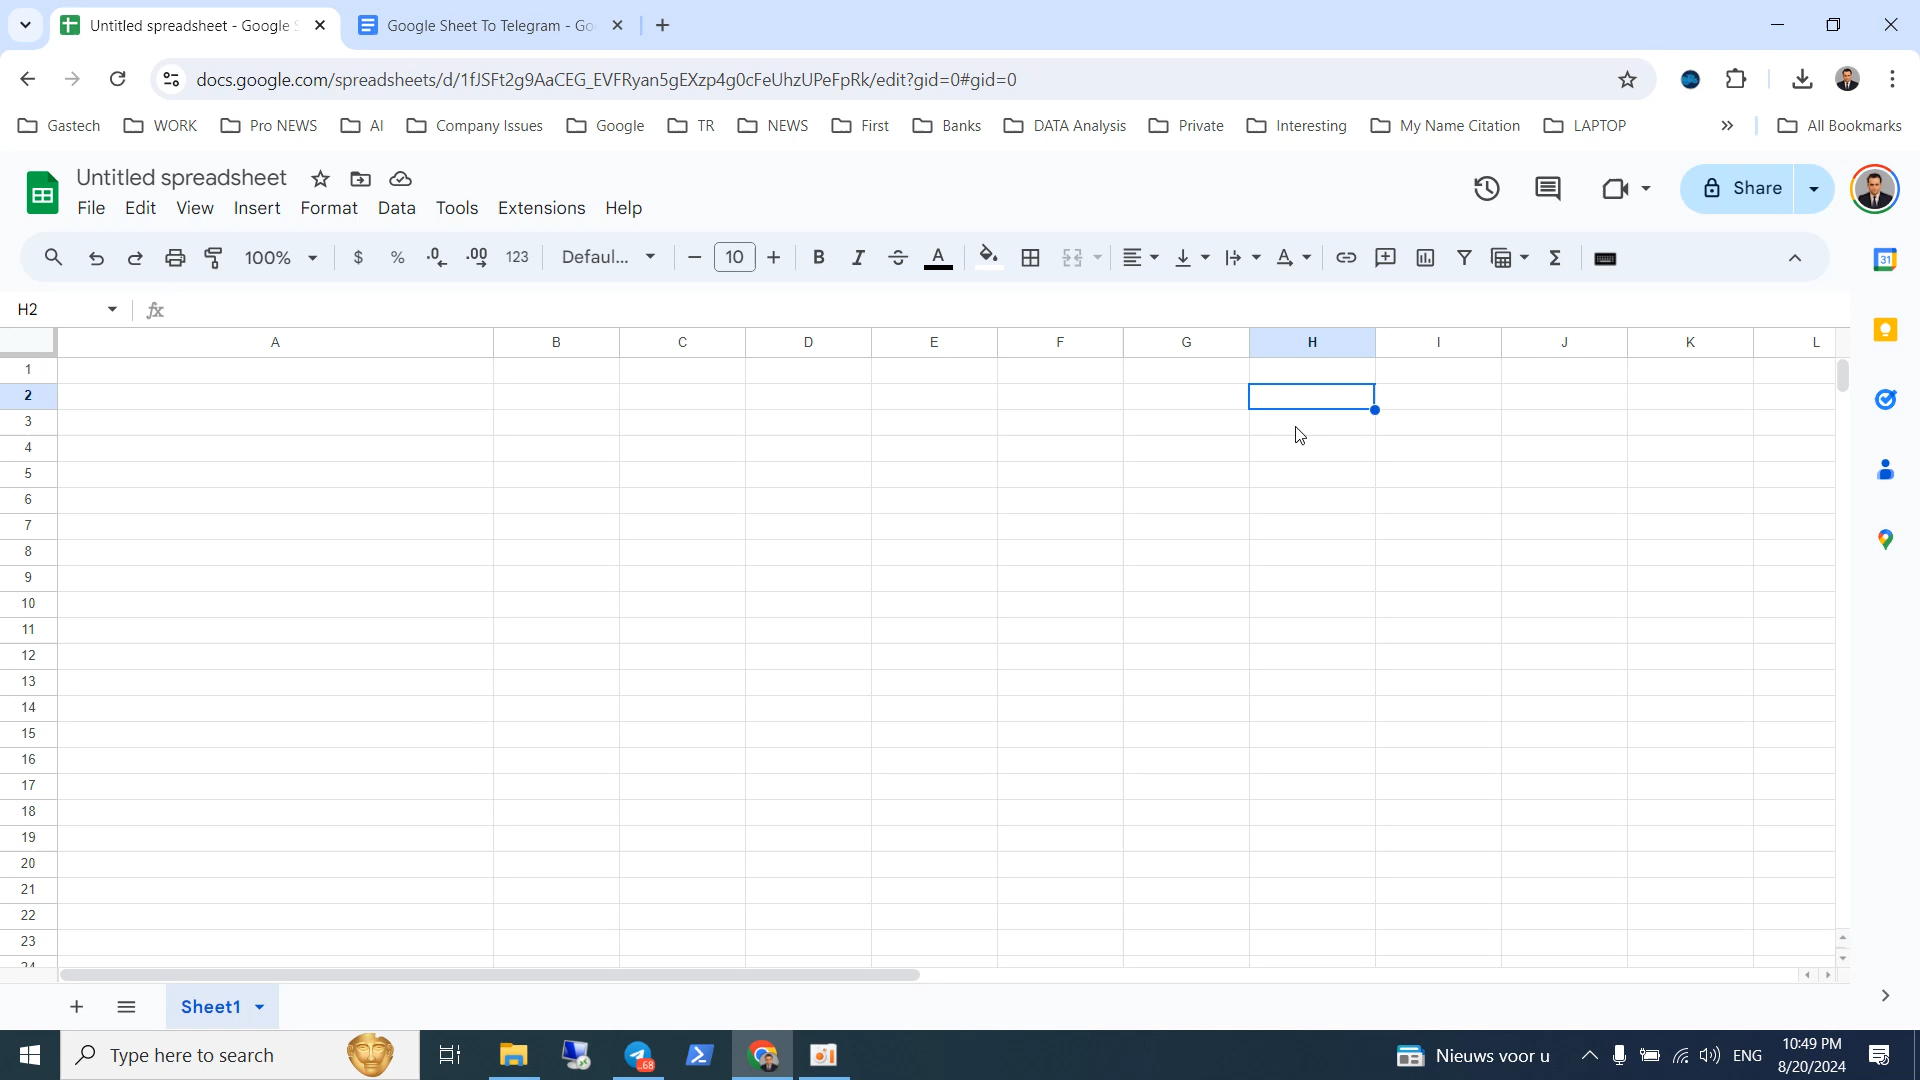 Untitled spreadsheet - Google S
Google Sheet To Telegram - Go
docs.google.com/spreadsheets/d/1fJSFt2g9AaCEG_EVFRyan5gEXzp4g0cFeUhzUPeFpRk/edit?gid=0#gid=0
Gastech WORK Pro NEWS AI Company Issues Google TR NEWS First Banks DATA Analysis Private Interesting My Name Citation LAPTOP » All Bookmarks
Untitled spreadsheet
File Edit View Insert Format Data Tools Extensions Help
Share
100% $ % .0 .00 123 Defaul... 10 B I A
H2 fx
A B C D E F G H I J K L
1
2
3
4
5
6
7
8
9
10
11
12
13
14
15
16
17
18
19
20
21
22
23
24
Sheet1
Type here to search
68
Nieuws voor u
ENG
10:49 PM
8/20/2024